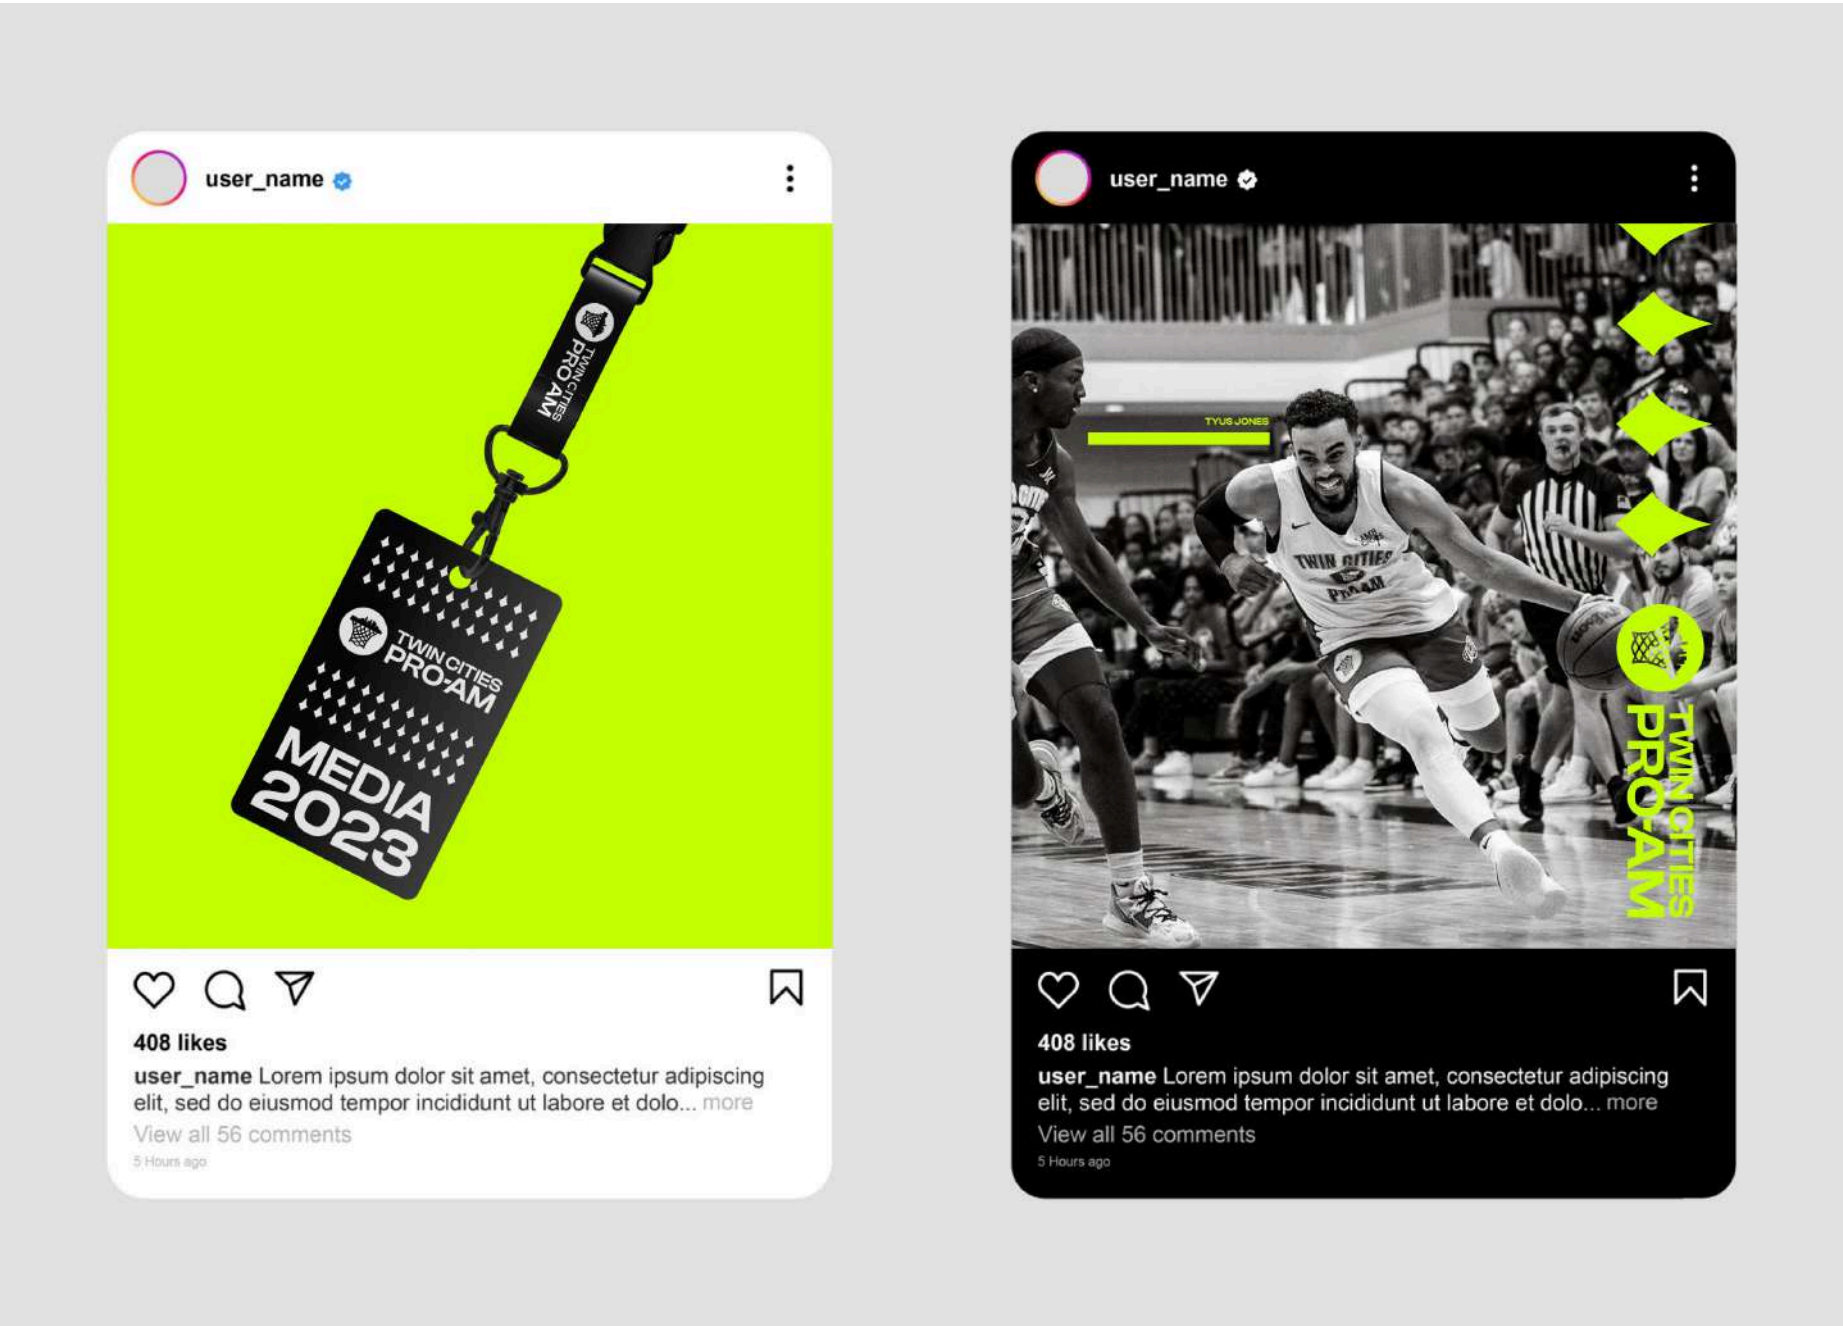 user_name
TWIN CITIES
PRO-AM
TWIN CITIES
PRO-AM
MEDIA
2023
408 likes
user_name Lorem ipsum dolor sit amet, consectetur adipiscing
elit, sed do eiusmod tempor incididunt ut labore et dolo... more
View all 56 comments
5 Hours ago
user_name
TYUS JONES
TWIN CITIES
PRO-AM
TWIN CITIES
PRO-AM
408 likes
user_name Lorem ipsum dolor sit amet, consectetur adipiscing
elit, sed do eiusmod tempor incididunt ut labore et dolo... more
View all 56 comments
5 Hours ago